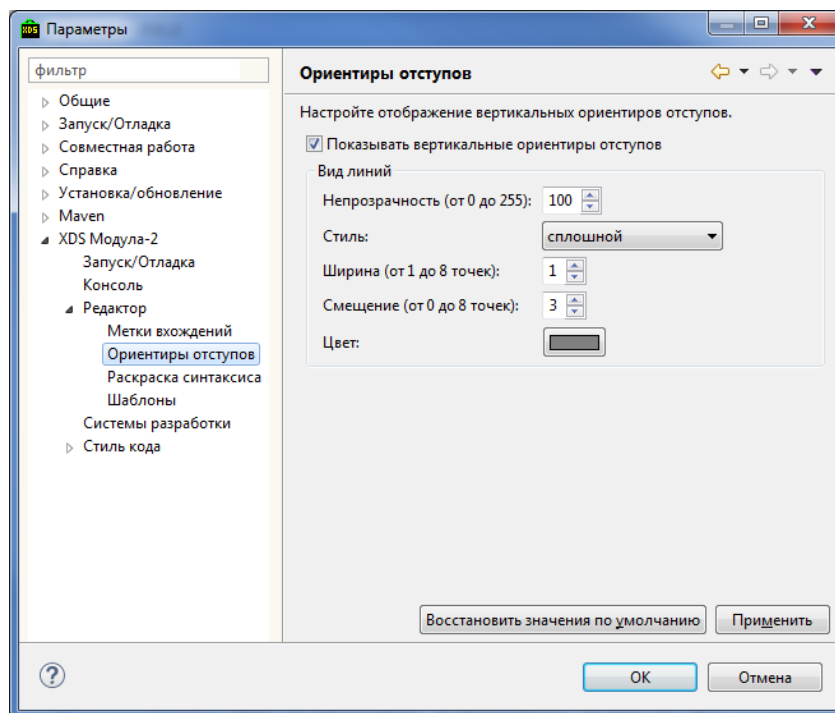 XDS Параметры
фильтр
Общие
Запуск/Отладка
Совместная работа
Справка
Установка/обновление
Maven
XDS Модула-2
Запуск/Отладка
Консоль
Редактор
Метки вхождений
Ориентиры отступов
Раскраска синтаксиса
Шаблоны
Системы разработки
Стиль кода
Ориентиры отступов
Настройте отображение вертикальных ориентиров отступов.
Показывать вертикальные ориентиры отступов
Вид линий
Непрозрачность (от 0 до 255): 100
Стиль: сплошной
Ширина (от 1 до 8 точек): 1
Смещение (от 0 до 8 точек): 3
Цвет:
Восстановить значения по умолчанию Применить
? OK Отмена